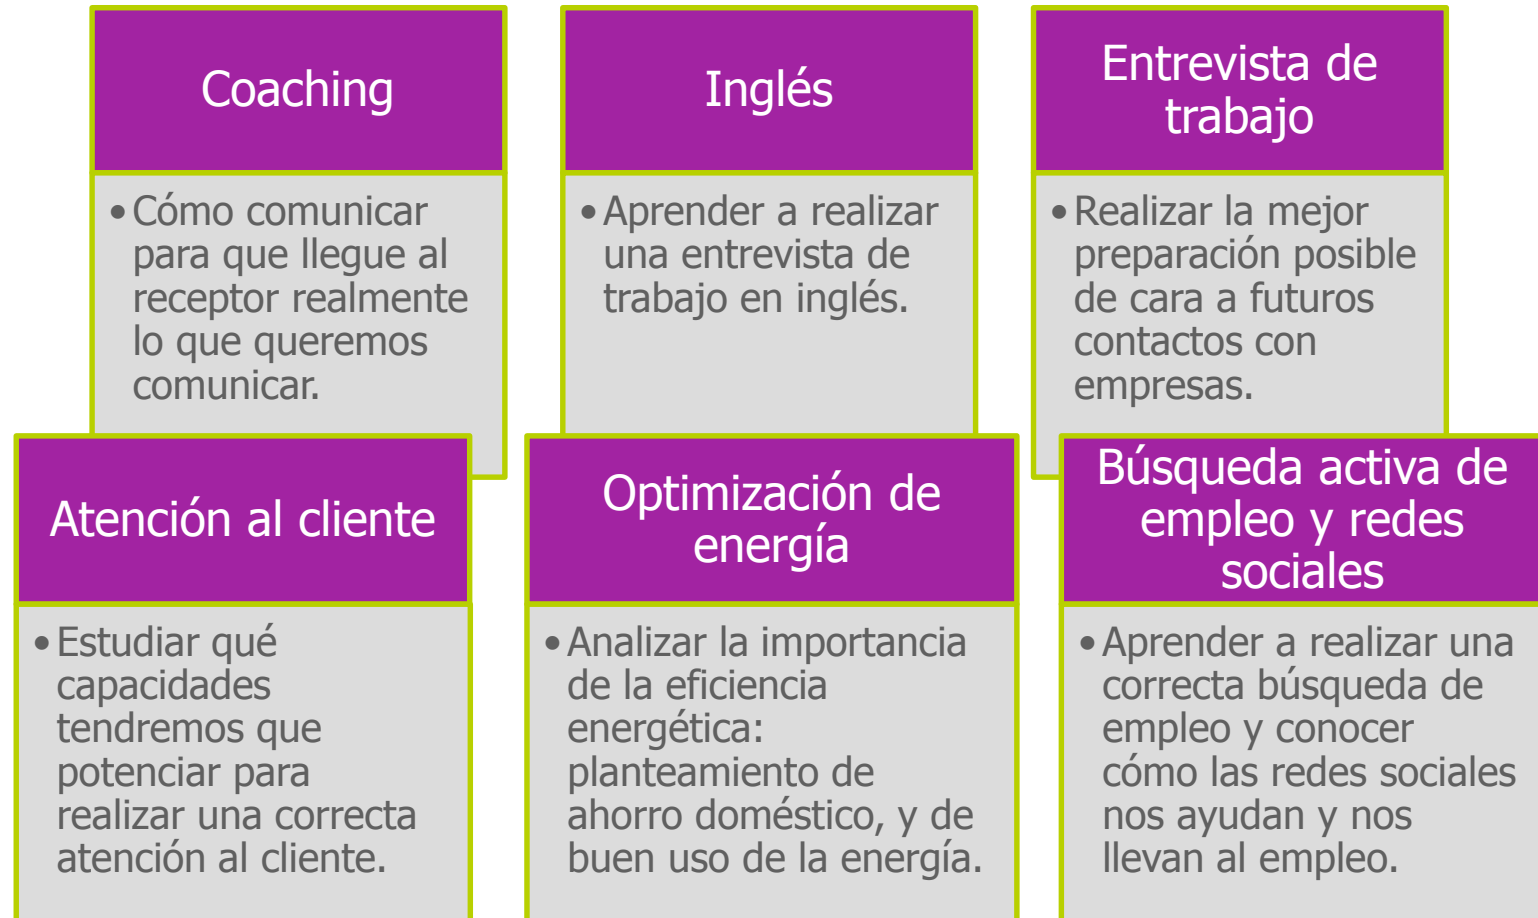 Coaching
• Cómo comunicar
para que llegue al
receptor realmente
lo que queremos
comunicar.
Inglés
• Aprender a realizar
una entrevista de
trabajo en inglés.
Entrevista de
trabajo
• Realizar la mejor
preparación posible
de cara a futuros
contactos con
empresas.
Atención al cliente
• Estudiar qué
capacidades
tendremos que
potenciar para
realizar una correcta
atención al cliente.
Optimización de
energía
• Analizar la importancia
de la eficiencia
energética:
planteamiento de
ahorro doméstico, y de
buen uso de la energía.
Búsqueda activa de
empleo y redes
sociales
• Aprender a realizar una
correcta búsqueda de
empleo y conocer
cómo las redes sociales
nos ayudan y nos
llevan al empleo.